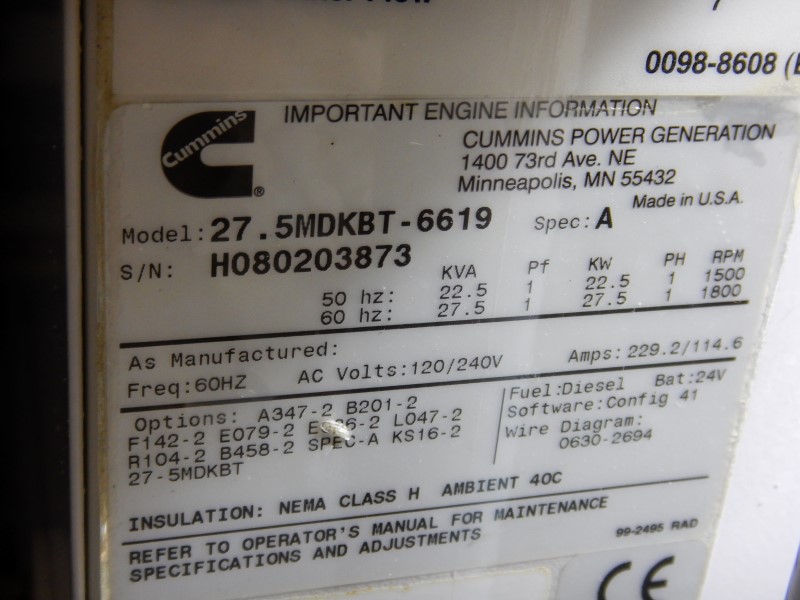 0098-8608
Cummins
®
IMPORTANT ENGINE INFORMATION
CUMMINS POWER GENERATION
1400 73rd Ave. NE
Minneapolis, MN 55432
Made in U.S.A.
Model: 27.5MDKBT-6619 Spec: A
S/N: H080203873
KVA Pf KW PH RPM
50 hz: 22.5 1 22.5 1 1500
60 hz: 27.5 1 27.5 1 1800
As Manufactured:
Freq:60HZ AC Volts:120/240V Amps:229.2/114.6
Options: A347-2 B201-2
F142-2 E079-2 L047-2
R104-2 B458-2 SPEC-A KS16-2
27-5MDKBT
Fuel:Diesel Bat:24V
Software:Config 41
Wire Diagram:
0630-2694
INSULATION: NEMA CLASS H AMBIENT 40C
REFER TO OPERATOR'S MANUAL FOR MAINTENANCE
SPECIFICATIONS AND ADJUSTMENTS
99-2495 RAD
CE